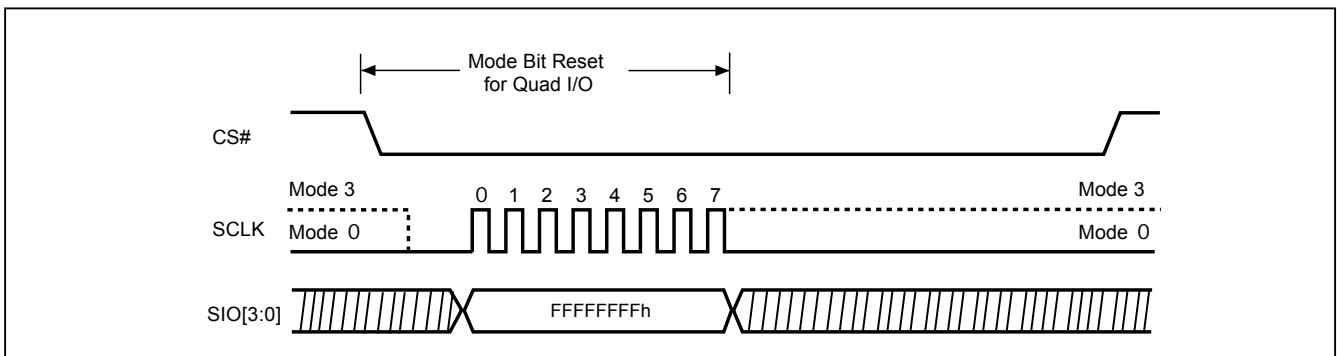 Mode Bit Reset
for Quad I/O
CS#
Mode 3
0 1 2 3 4 5 6 7
Mode 3
SCLK
Mode 0
Mode 0
SIO[3:0]
FFFFFFFFh